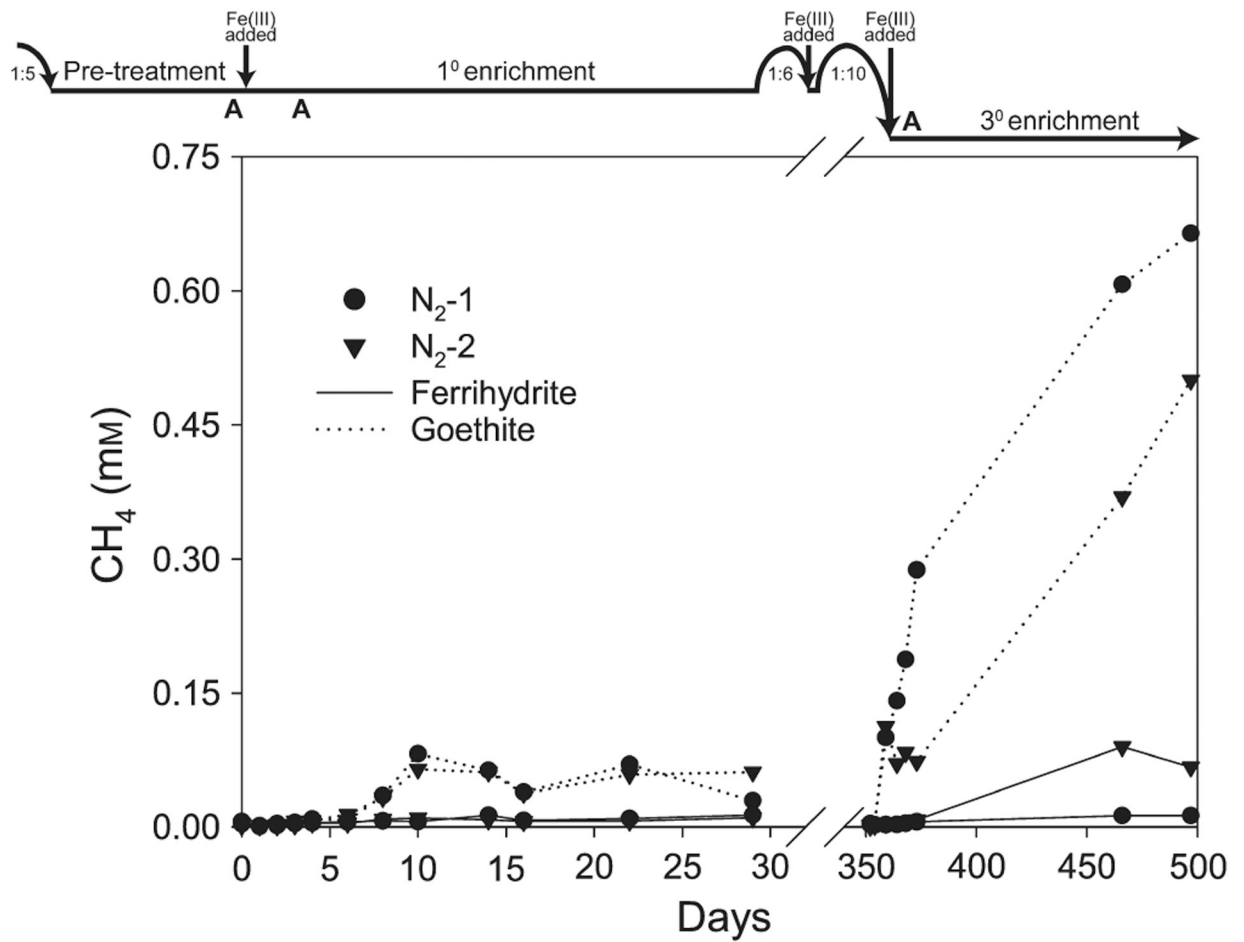 Fe(III)
added
Fe(III)
added
Fe(III)
added
1:5
Pre-treatment
1⁰ enrichment
1:6
1:10
A
A
A
3⁰ enrichment
0.75
0.60
0.45
0.30
0.15
0.00
CH₄ (mM)
N₂-1
N₂-2
Ferrihydrite
Goethite
0 5 10 15 20 25 30 350 400 450 500
Days